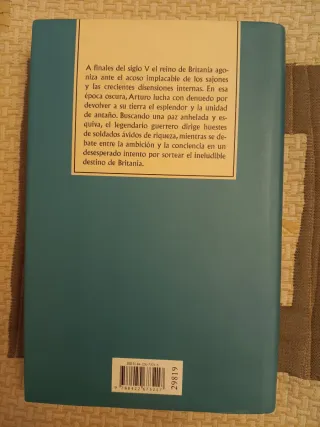 A finales del siglo V el reino de Britania ago-
niza ante el acoso implacable de los sajones
y las crecientes disensiones internas. En esa
época oscura, Arturo lucha con denuedo por
devolver a su tierra el esplendor y la unidad
de antaño. Buscando una paz anhelada y es-
quiva, el legendario guerrero dirige huestes
de soldados ávidos de riqueza, mientras se de-
bate entre la ambición y la conciencia en un
desesperado intento por sortear el ineludible
destino de Britania.
29819